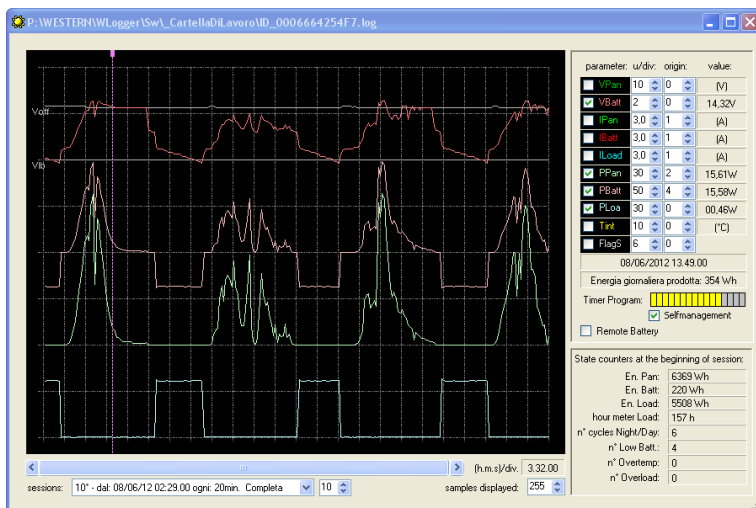 P:\WESTERN\WLogger\Sw\_CartellaDiLavoro\ID_0006664254F7.log
parameter: u/div: origin: value:
VPan 10 0 (V)
VBatt 2 0 14,32V
IPan 3,0 1 (A)
IBatt 3,0 1 (A)
ILoad 3,0 1 (A)
PPan 30 2 15,61W
PBatt 50 4 15,58W
PLoa 30 0 00,46W
Tint 10 0 (°C)
FlagS 6 0
08/06/2012 13.49.00
Energia giornaliera prodotta: 354 Wh
Timer Program:
Selfmanagement
Remote Battery
State counters at the beginning of session:
En. Pan: 6369 Wh
En. Batt: 220 Wh
En. Load: 5508 Wh
hour meter Load: 157 h
n° cycles Night/Day: 6
n° Low Batt.: 4
n° Overtemp: 0
n° Overload: 0
Voff
Vlb
(h.m.s)/div. 3.32.00
sessions: 10° - dal: 08/06/12 02:29.00 ogni: 20min. Completa 10 samples displayed: 255